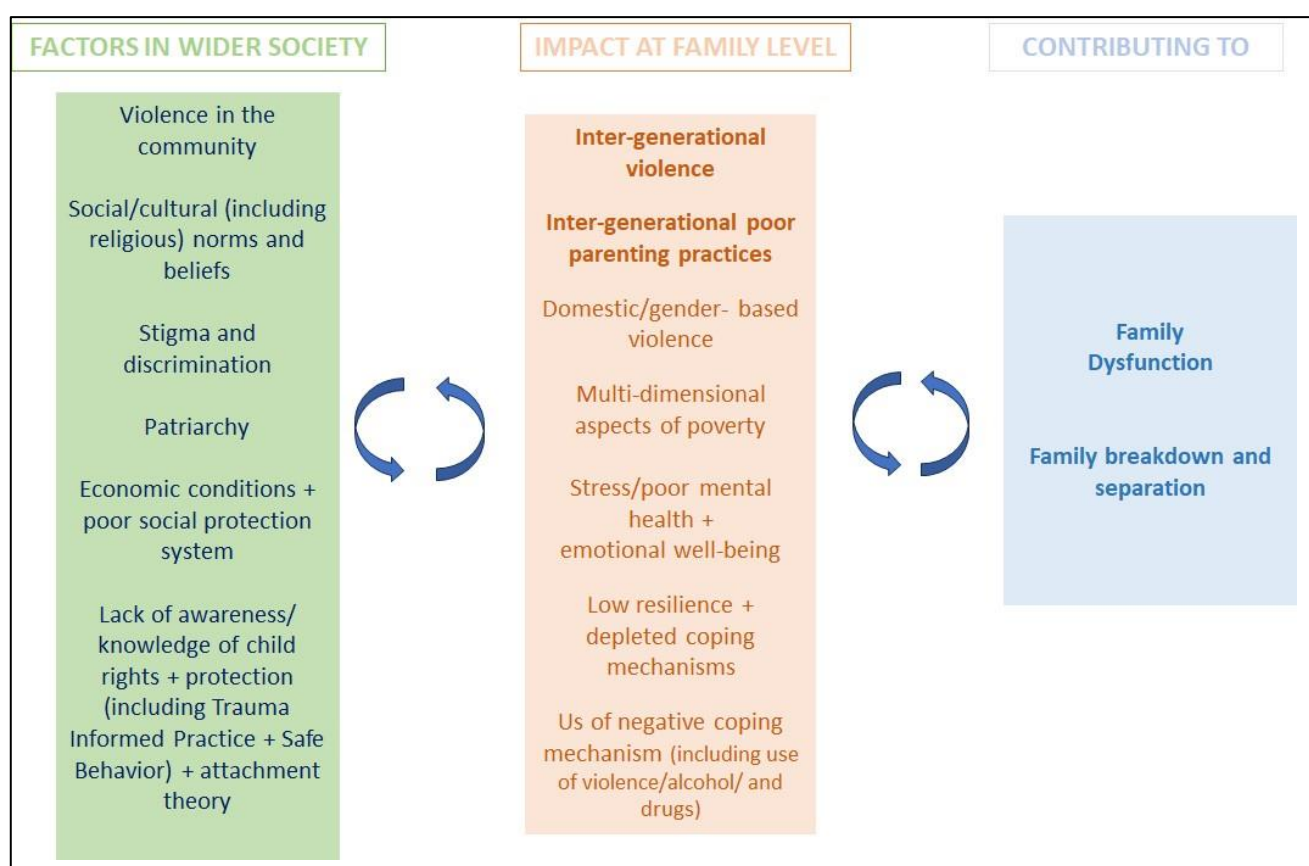 FACTORS IN WIDER SOCIETY
Violence in the
community
Social/cultural (including
religious) norms and
beliefs
Stigma and
discrimination
Patriarchy
Economic conditions +
poor social protection
system
Lack of awareness/
knowledge of child
rights + protection
(including Trauma
Informed Practice + Safe
Behavior) + attachment
theory
IMPACT AT FAMILY LEVEL
Inter-generational
violence
Inter-generational poor
parenting practices
Domestic/gender- based
violence
Multi-dimensional
aspects of poverty
Stress/poor mental
health +
emotional well-being
Low resilience +
depleted coping
mechanisms
Us of negative coping
mechanism (including use
of violence/alcohol/ and
drugs)
CONTRIBUTING TO
Family
Dysfunction
Family breakdown and
separation